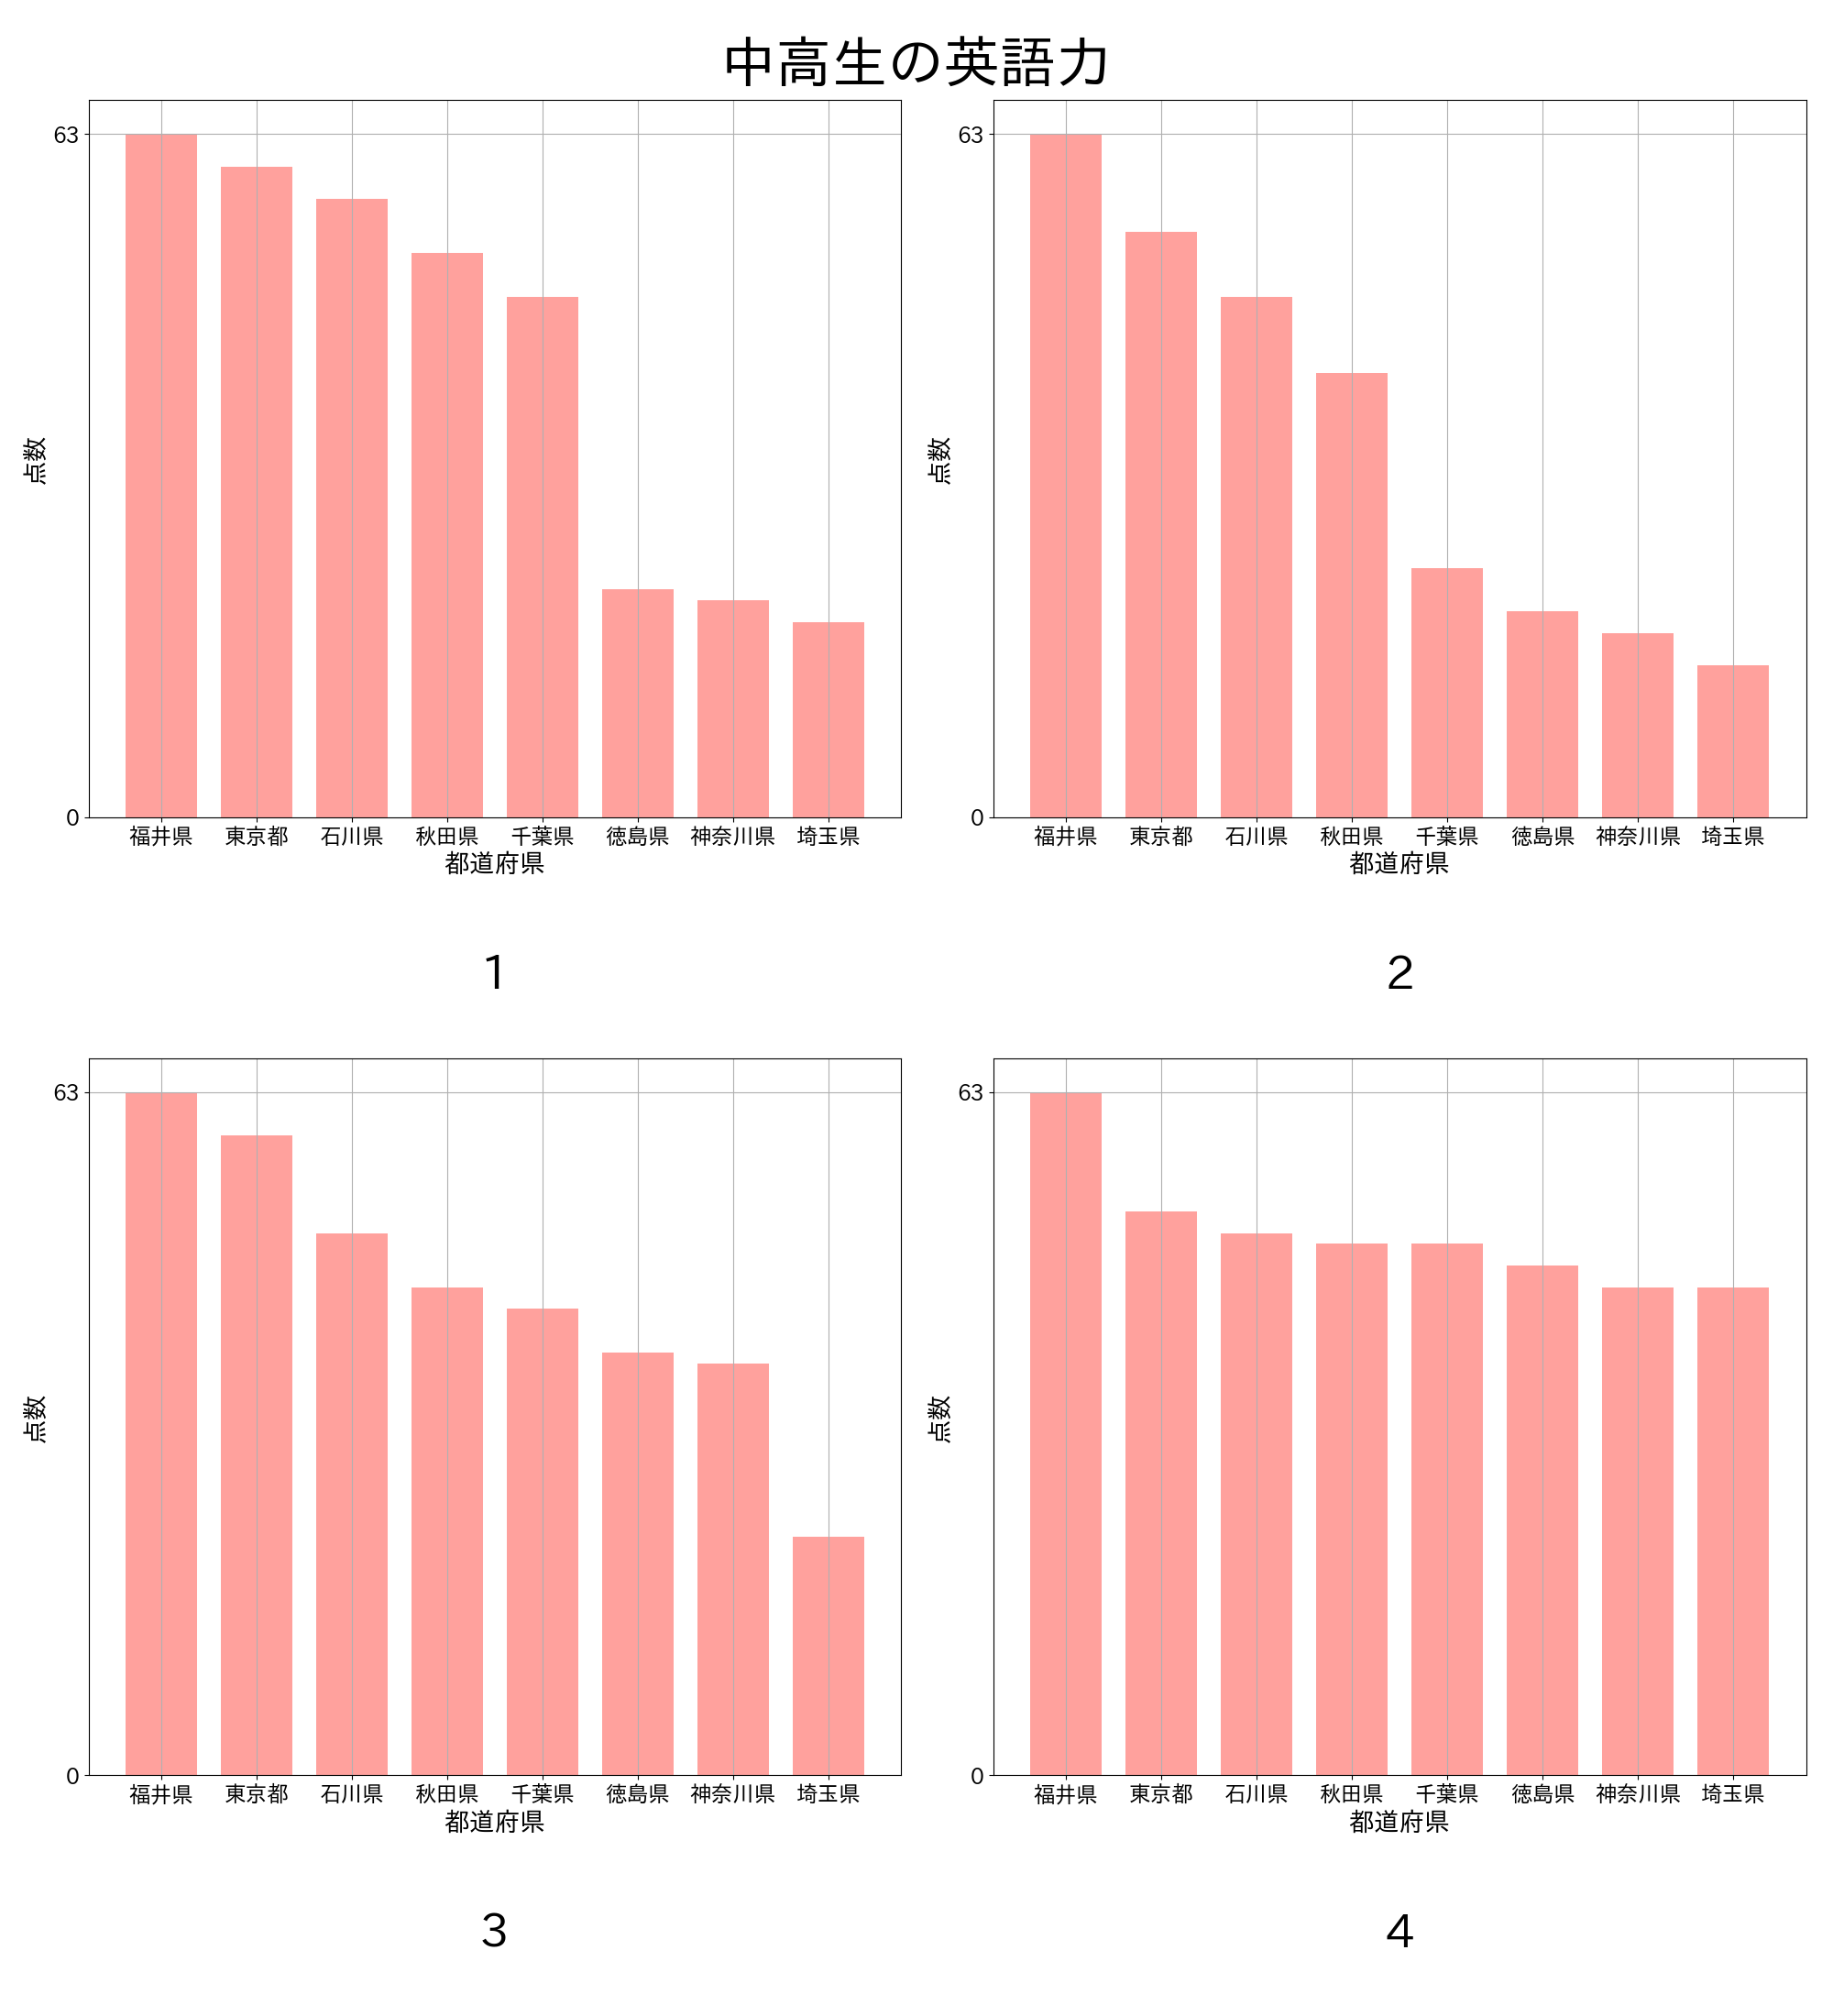 中高生の英語力
63
点数
0
福井県 東京都 石川県 秋田県 千葉県 徳島県 神奈川県 埼玉県
都道府県
1
63
点数
0
福井県 東京都 石川県 秋田県 千葉県 徳島県 神奈川県 埼玉県
都道府県
2
63
点数
0
福井県 東京都 石川県 秋田県 千葉県 徳島県 神奈川県 埼玉県
都道府県
3
63
点数
0
福井県 東京都 石川県 秋田県 千葉県 徳島県 神奈川県 埼玉県
都道府県
4